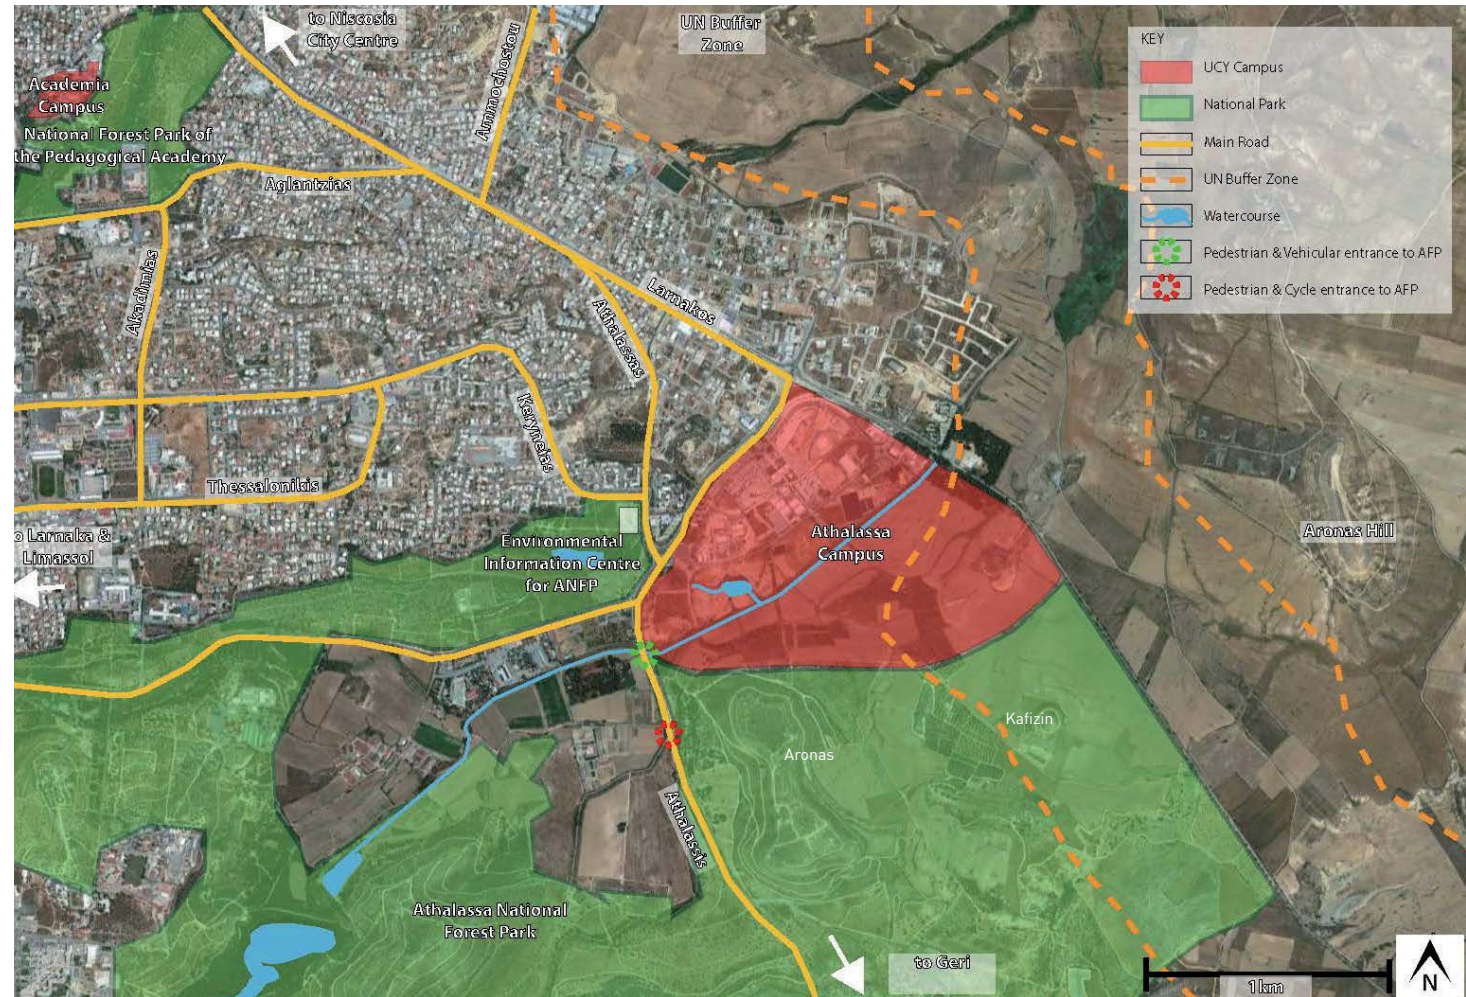 to Niscosia
City Centre
UN Buffer
Zone
Ammochostou
Academia
Campus
National Forest Park of
the Pedagogical Academy
Aglantzias
Akadimias
Larnakos
Athalassas
Keryneias
Thessalonikis
o Larnaka &
Limassol
Environmental
Information Centre
for ANFP
Athalassa
Campus
Aronas Hill
Kafizin
Aronas
Athalassis
Athalassa National
Forest Park
to Geri
KEY
UCY Campus
National Park
Main Road
UN Buffer Zone
Watercourse
Pedestrian & Vehicular entrance to AFP
Pedestrian & Cycle entrance to AFP
1km
N